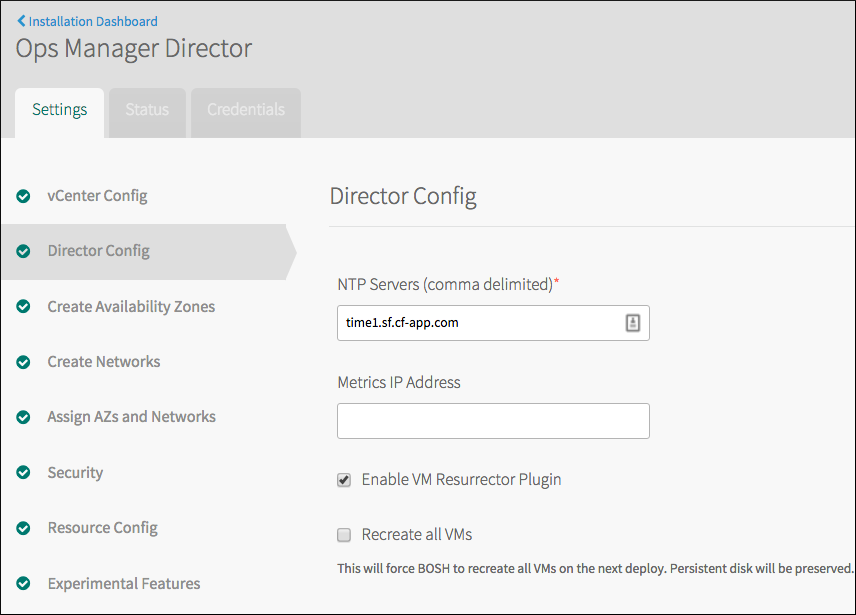 Installation Dashboard
Ops Manager Director
Settings
Status
Credentials
vCenter Config
Director Config
Create Availability Zones
Create Networks
Assign AZs and Networks
Security
Resource Config
Experimental Features
Director Config
NTP Servers (comma delimited)*
time1.sf.cf-app.com
Metrics IP Address
Enable VM Resurrector Plugin
Recreate all VMs
This will force BOSH to recreate all VMs on the next deploy. Persistent disk will be preserved.